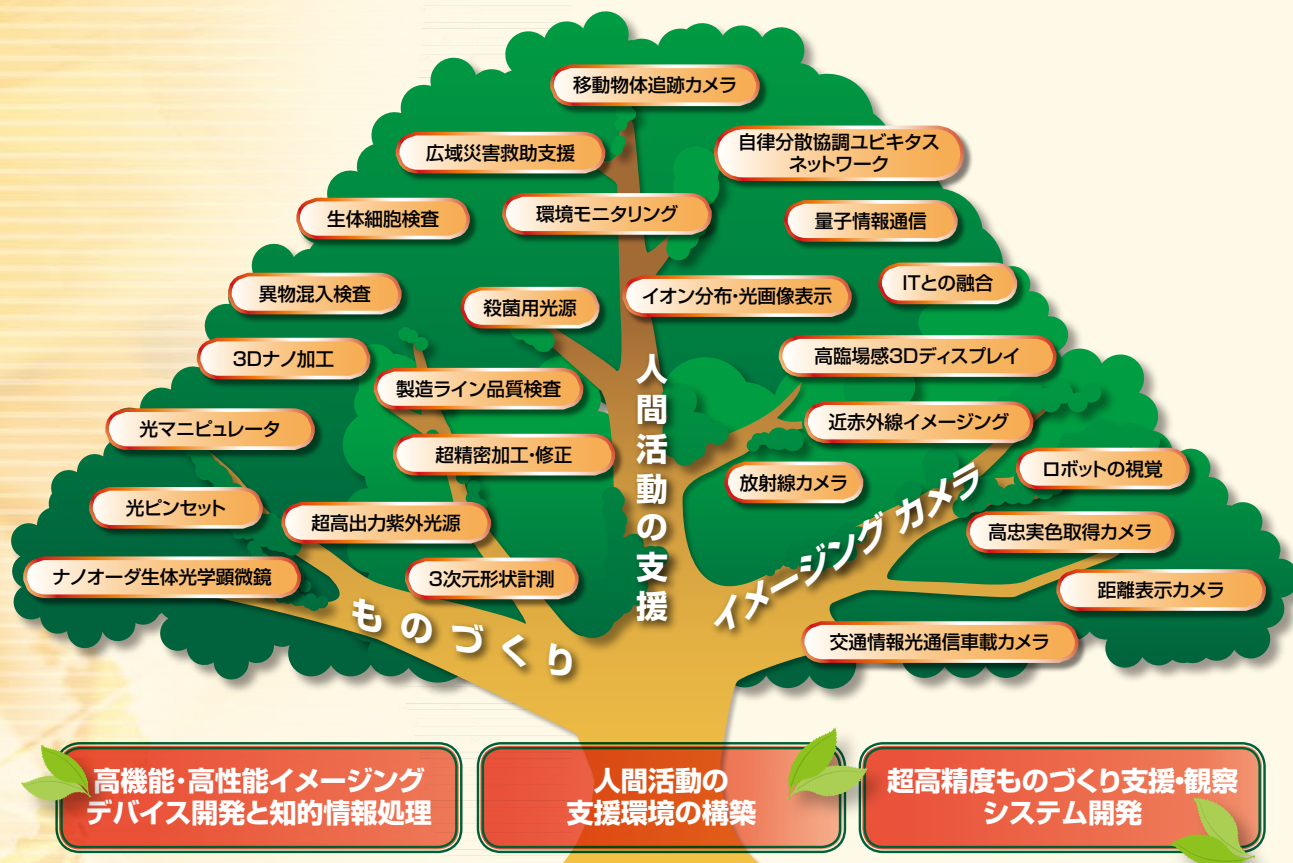 移動物体追跡カメラ
広域災害救助支援
自律分散協調ユビキタス
ネットワーク
生体細胞検査
環境モニタリング
量子情報通信
異物混入検査
殺菌用光源
イオン分布・光画像表示
ITとの融合
3Dナノ加工
製造ライン品質検査
高臨場感3Dディスプレイ
光マニピュレータ
超精密加工・修正
近赤外線イメージング
光ピンセット
超高出力紫外光源
放射線カメラ
ロボットの視覚
高忠実色取得カメラ
ナノオーダ生体光学顕微鏡
3次元形状計測
距離表示カメラ
交通情報光通信車載カメラ
ものづくり
人間活動の支援
イメージングカメラ
高機能・高性能イメージング
デバイス開発と知的情報処理
人間活動の
支援環境の構築
超高精度ものづくり支援・観察
システム開発